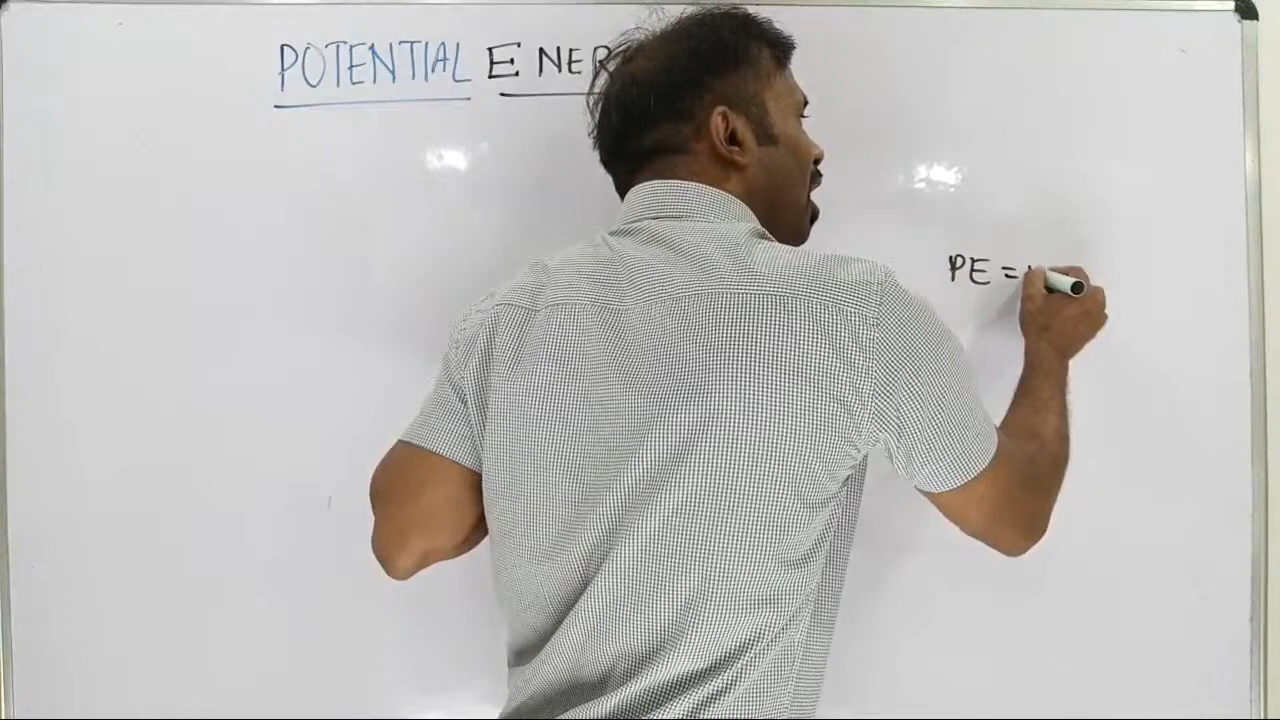 POTENTIAL ENER
PE =